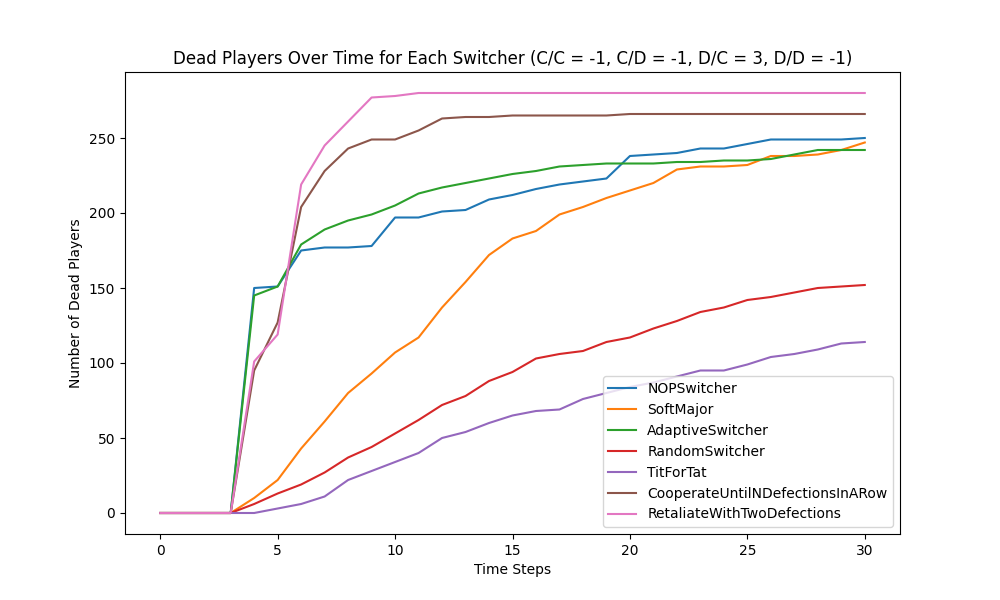 Dead Players Over Time for Each Switcher (C/C = -1, C/D = -1, D/C = 3, D/D = -1)
Number of Dead Players
250
200
150
100
50
0
0 5 10 15 20 25 30
Time Steps
NOPSwitcher
SoftMajor
AdaptiveSwitcher
RandomSwitcher
TitForTat
CooperateUntilNDefectionsInARow
RetaliateWithTwoDefections